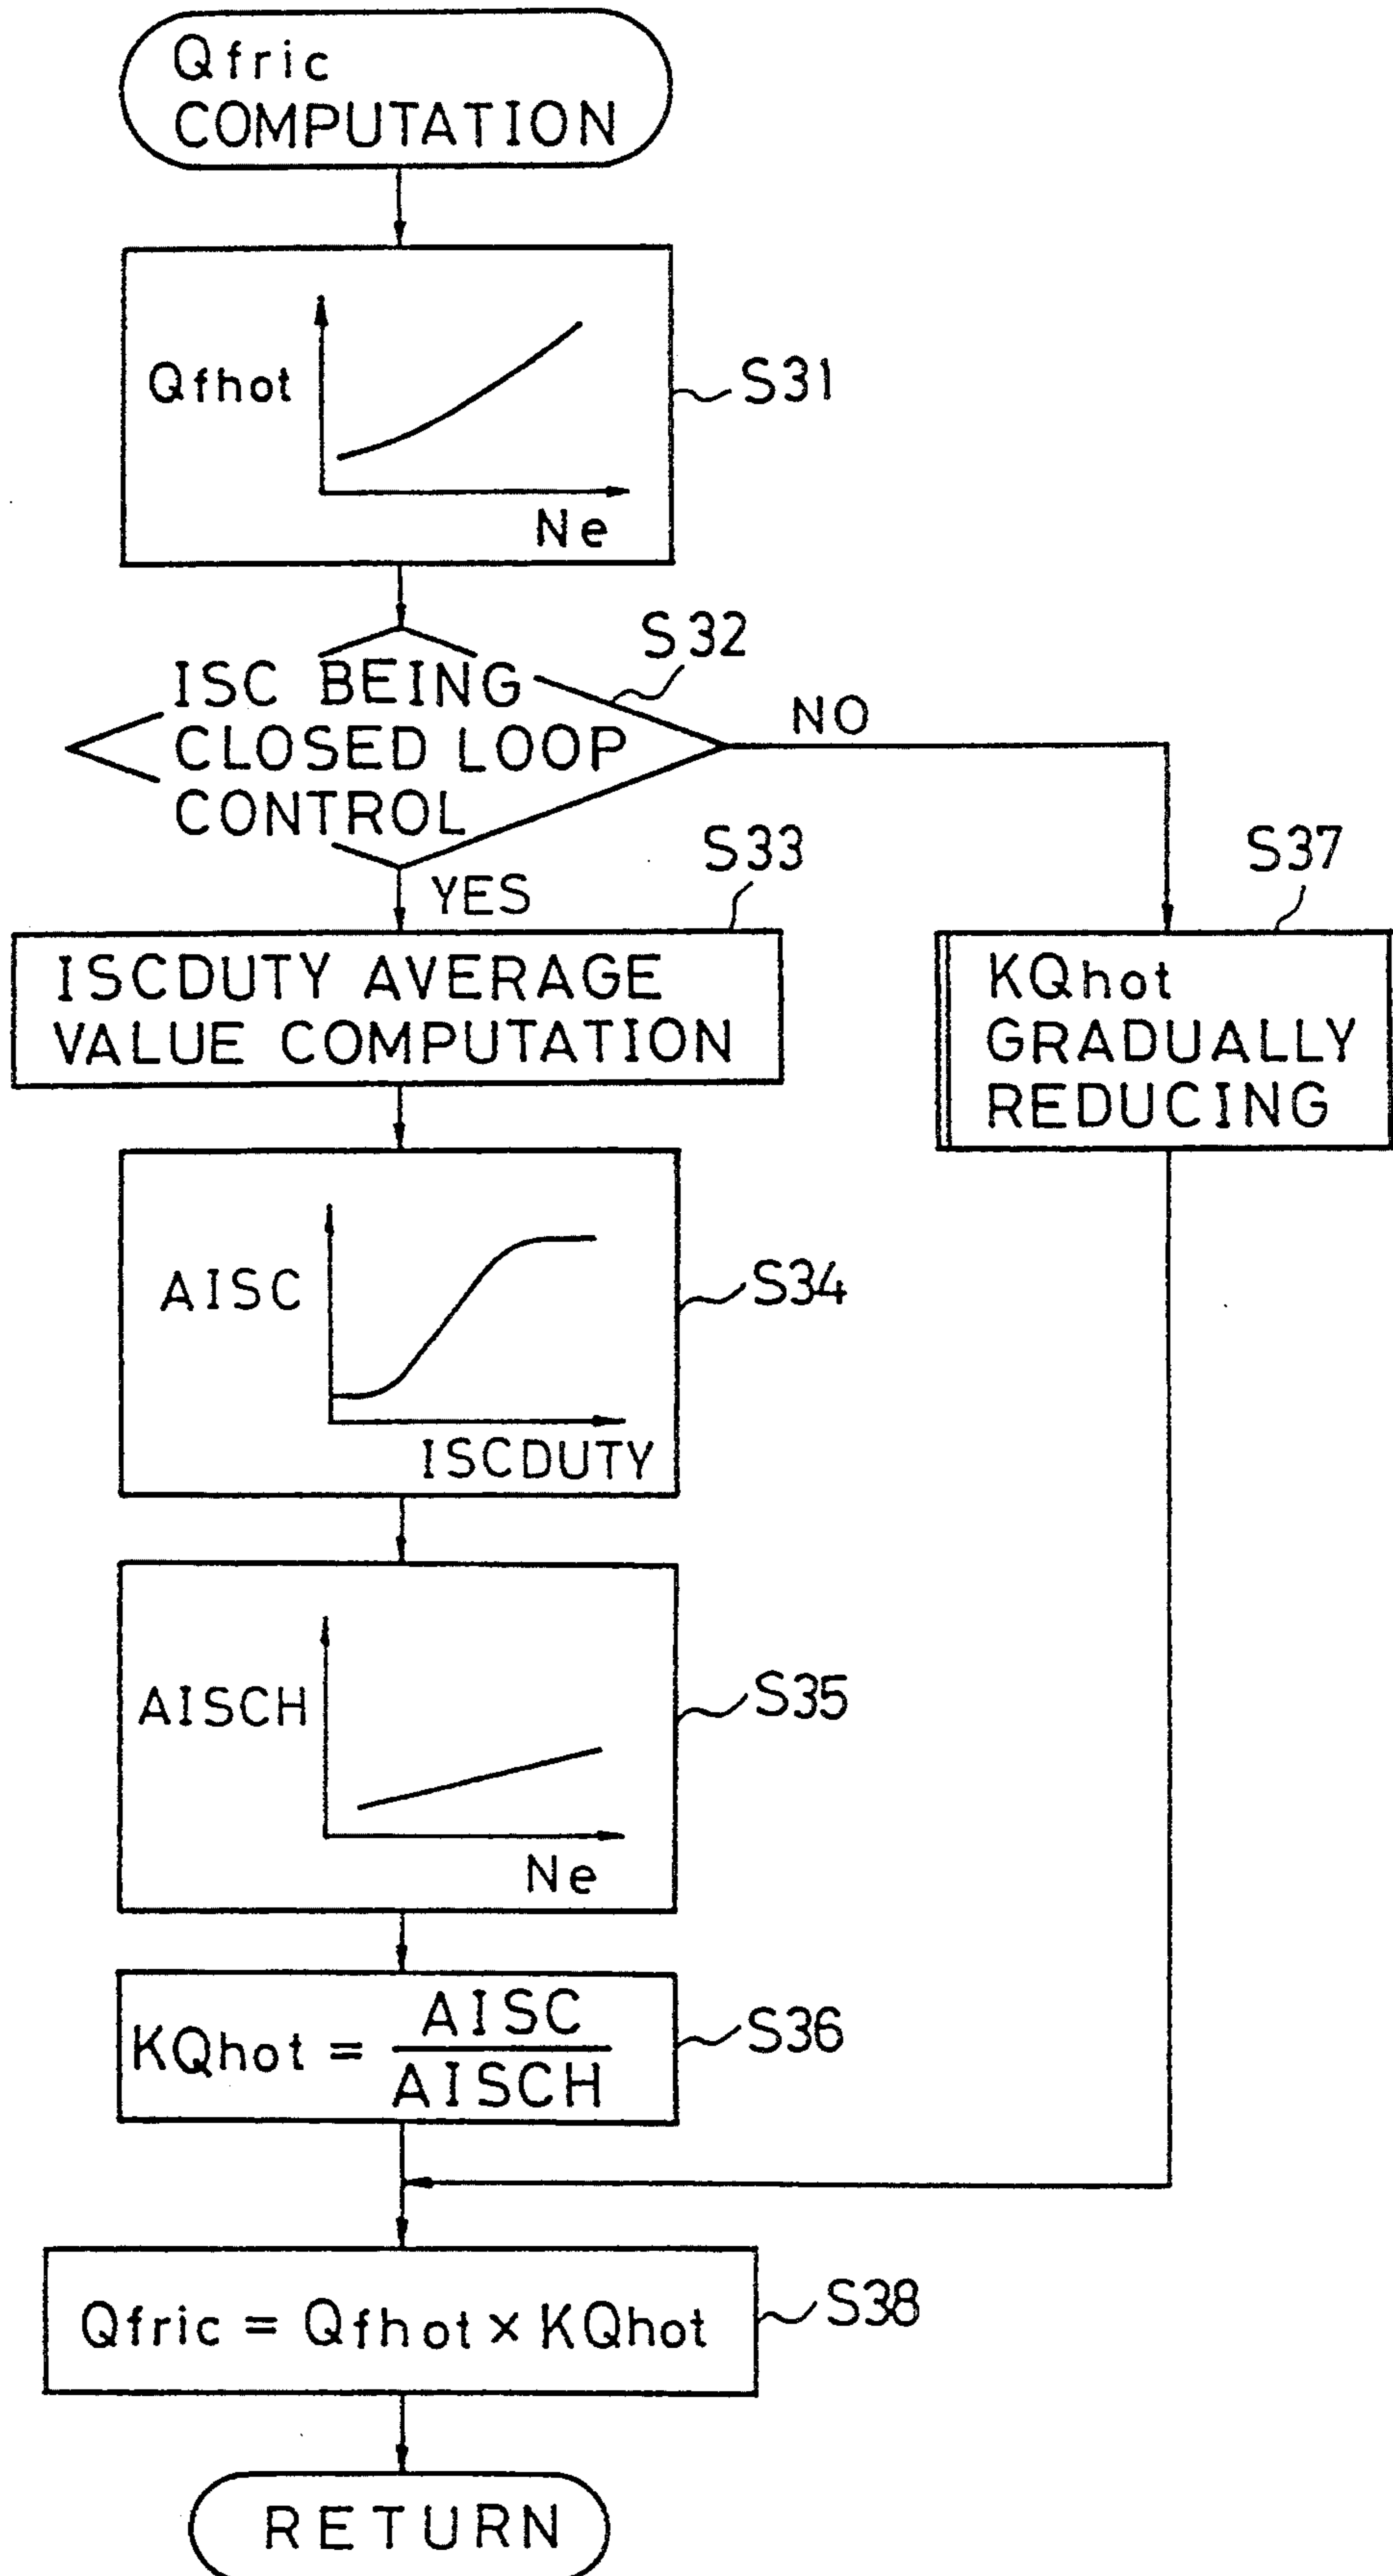 Qfric
COMPUTATION
Qfhot
Ne
S31
S32
ISC BEING
CLOSED LOOP
CONTROL
NO
YES
S33
ISCDUTY AVERAGE
VALUE COMPUTATION
S37
KQhot
GRADUALLY
REDUCING
AISC
ISCDUTY
S34
AISCH
Ne
S35
KQhot = AISC
AISCH
S36
Qfric = Qfhot × KQhot
S38
RETURN